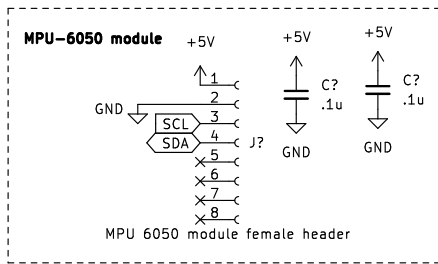 MPU-6050 module
+5V
+5V
+5V
1
2
GND
3
SCL
4
SDA
J?
5
6
7
8
C?
.1u
GND
C?
.1u
GND
MPU 6050 module female header